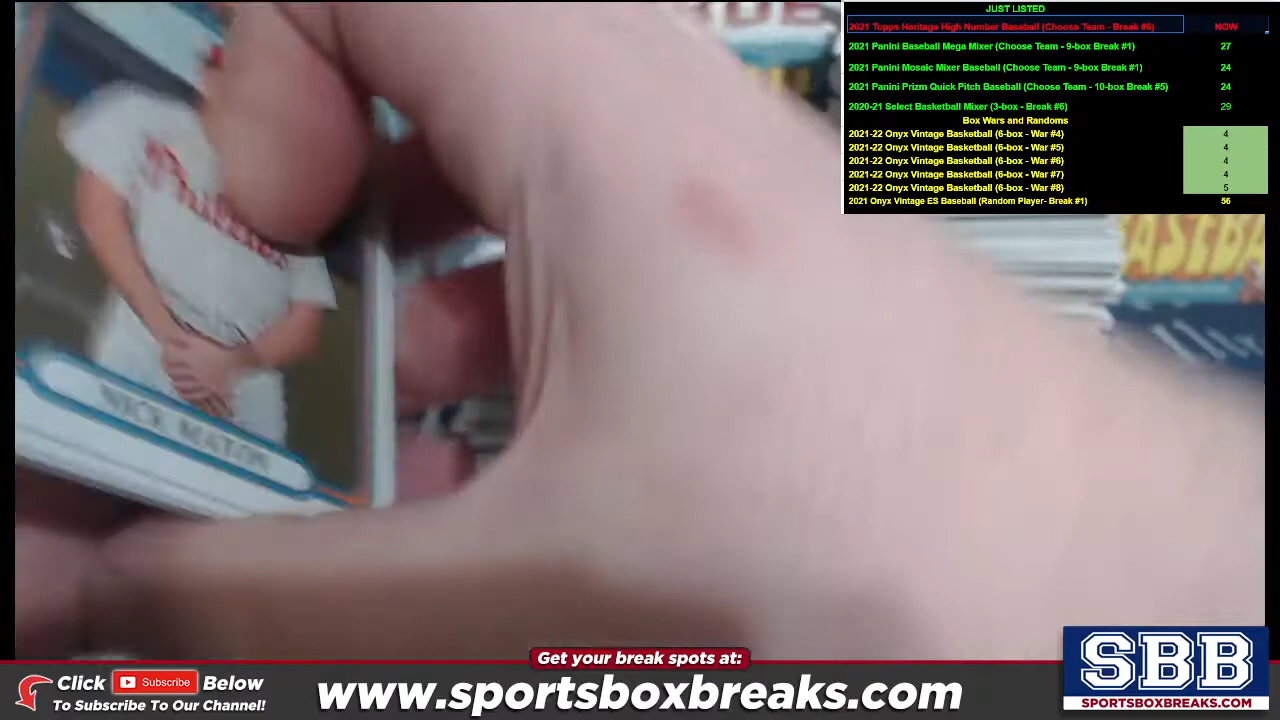 JUST LISTED
2021 Topps Heritage High Number Baseball (Choose Team - Break #6) NOW
2021 Panini Baseball Mega Mixer (Choose Team - 9-box Break #1) 27
2021 Panini Mosaic Mixer Baseball (Choose Team - 9-box Break #1) 24
2021 Panini Prizm Quick Pitch Baseball (Choose Team - 10-box Break #5) 24
2020-21 Select Basketball Mixer (3-box - Break #6) 29
Box Wars and Randoms
2021-22 Onyx Vintage Basketball (6-box - War #4) 4
2021-22 Onyx Vintage Basketball (6-box - War #5) 4
2021-22 Onyx Vintage Basketball (6-box - War #6) 4
2021-22 Onyx Vintage Basketball (6-box - War #7) 4
2021-22 Onyx Vintage Basketball (6-box - War #8) 5
2021 Onyx Vintage ES Baseball (Random Player- Break #1) 56
ASEBA
NICK MATON
Get your break spots at:
Click Subscribe Below
To Subscribe To Our Channel!
www.sportsboxbreaks.com
SBB
SPORTSBOXBREAKS.COM